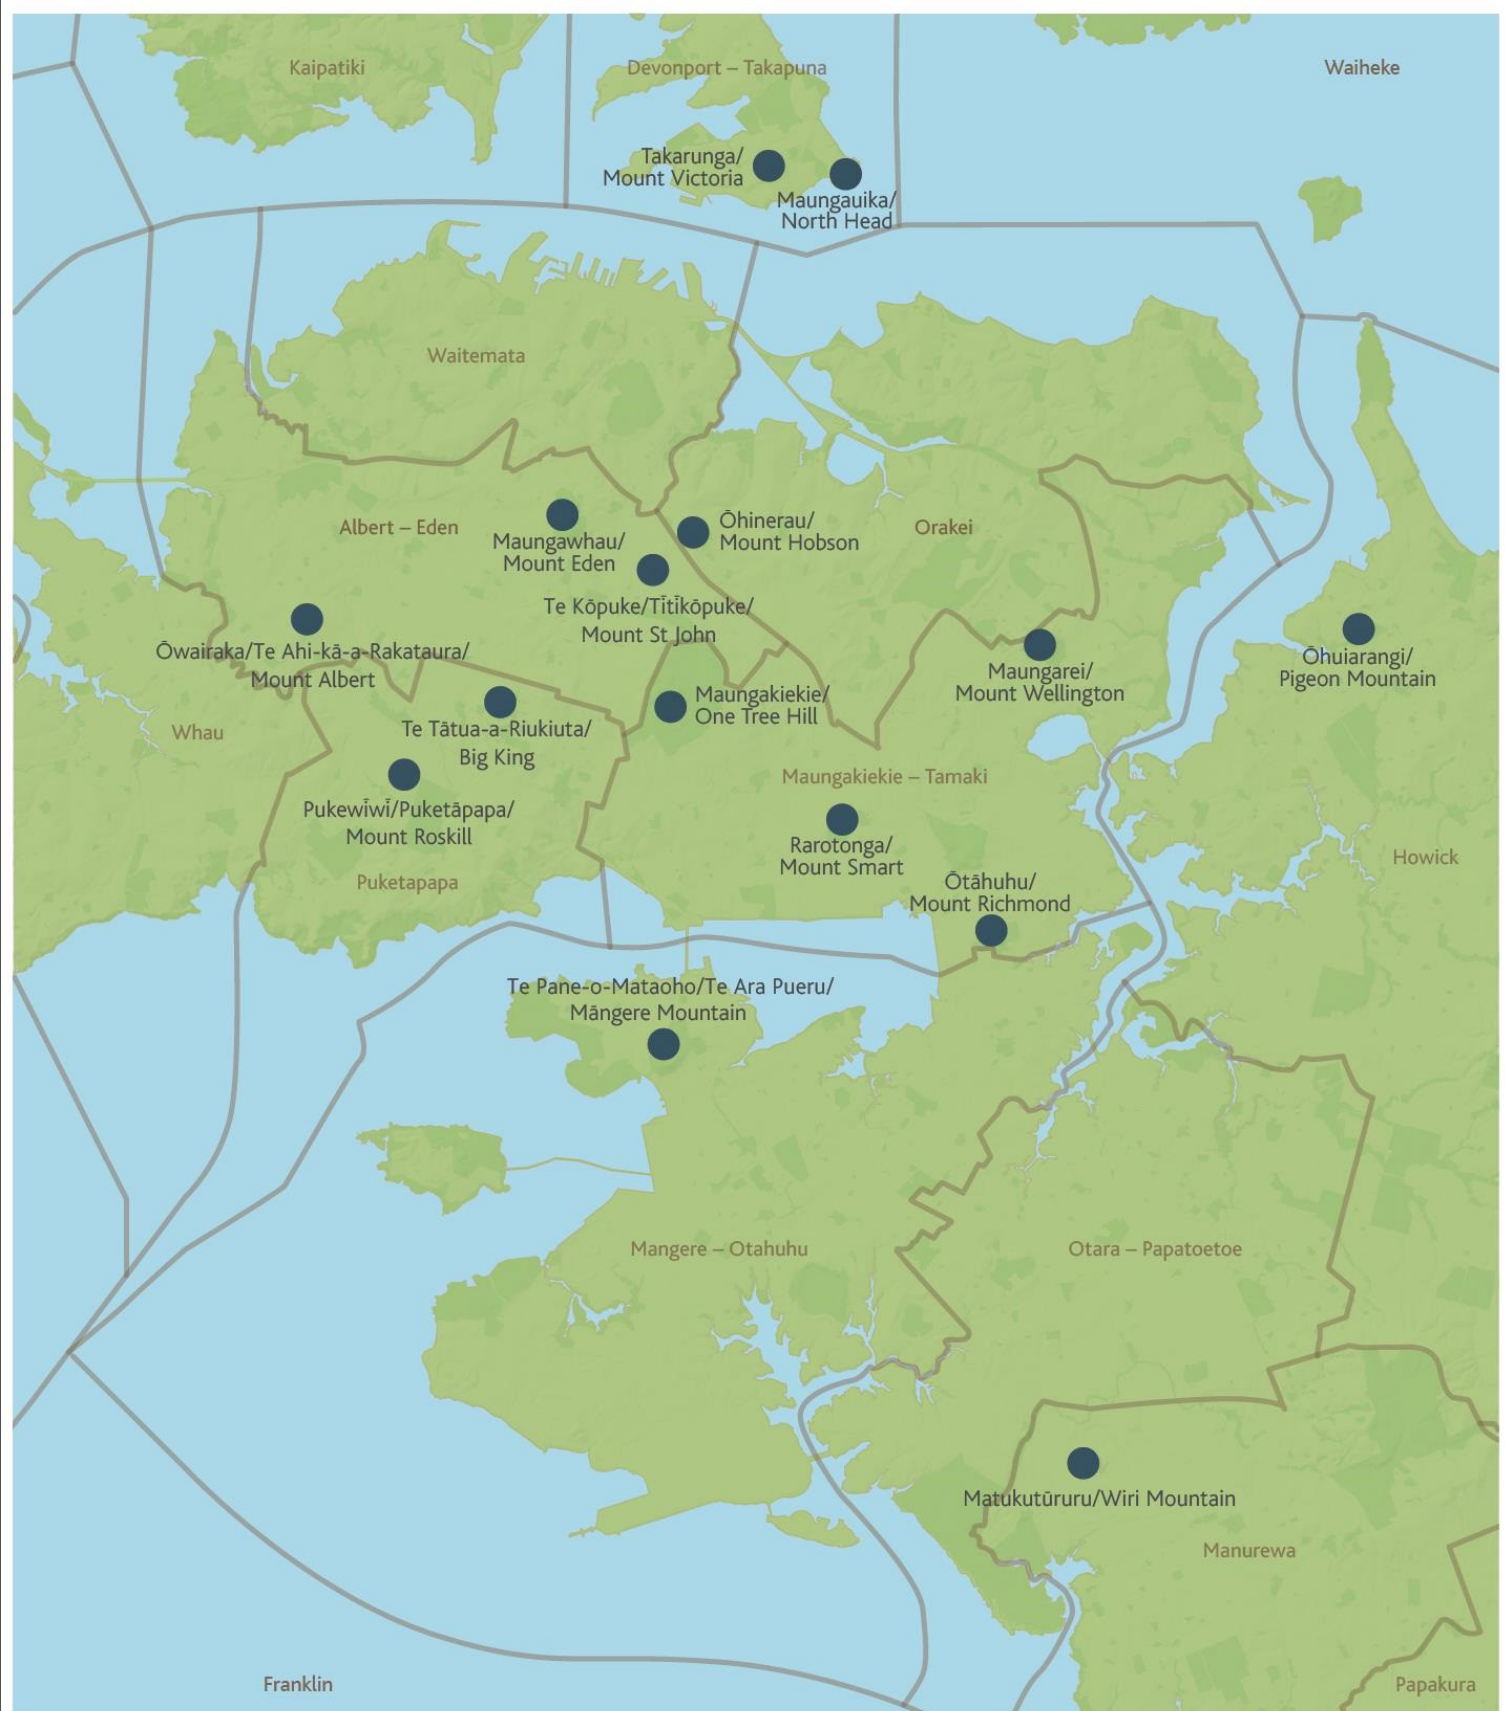 Kaipatiki
Devonport – Takapuna
Waiheke
Takarunga/
Mount Victoria
Maungauika/
North Head
Waitemata
Albert – Eden
Maungawhau/
Mount Eden
Ōhinerau/
Mount Hobson
Orakei
Te Kōpuke/Tītīkōpuke/
Mount St John
Ōwairaka/Te Ahi-kā-a-Rakataura/
Mount Albert
Maungarei/
Mount Wellington
Ōhuiarangi/
Pigeon Mountain
Maungakiekie/
One Tree Hill
Whau
Te Tātua-a-Riukiuta/
Big King
Pukewīwī/Puketāpapa/
Mount Roskill
Maungakiekie – Tamaki
Rarotonga/
Mount Smart
Howick
Puketapapa
Ōtāhuhu/
Mount Richmond
Te Pane-o-Mataoho/Te Ara Pueru/
Māngere Mountain
Mangere – Otahuhu
Otara – Papatoetoe
Matukutūruru/Wiri Mountain
Manurewa
Franklin
Papakura